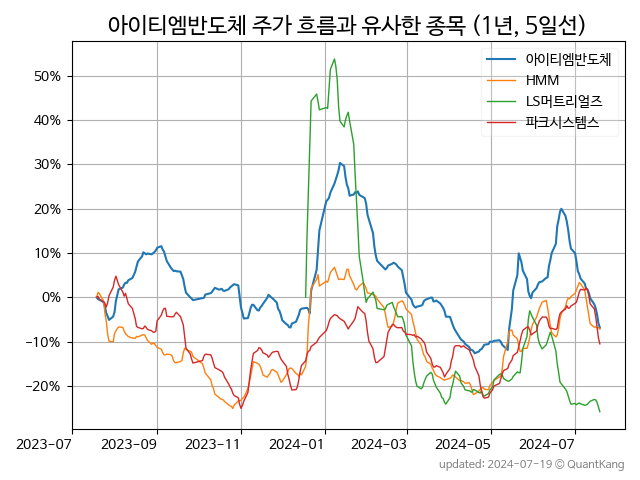 아이티엠반도체 주가 흐름과 유사한 종목 (1년, 5일선)
아이티엠반도체
HMM
LS머트리얼즈
파크시스템스
50%
40%
30%
20%
10%
0%
−10%
−20%
2023-07 2023-09 2023-11 2024-01 2024-03 2024-05 2024-07
updated: 2024-07-19 © QuantKang